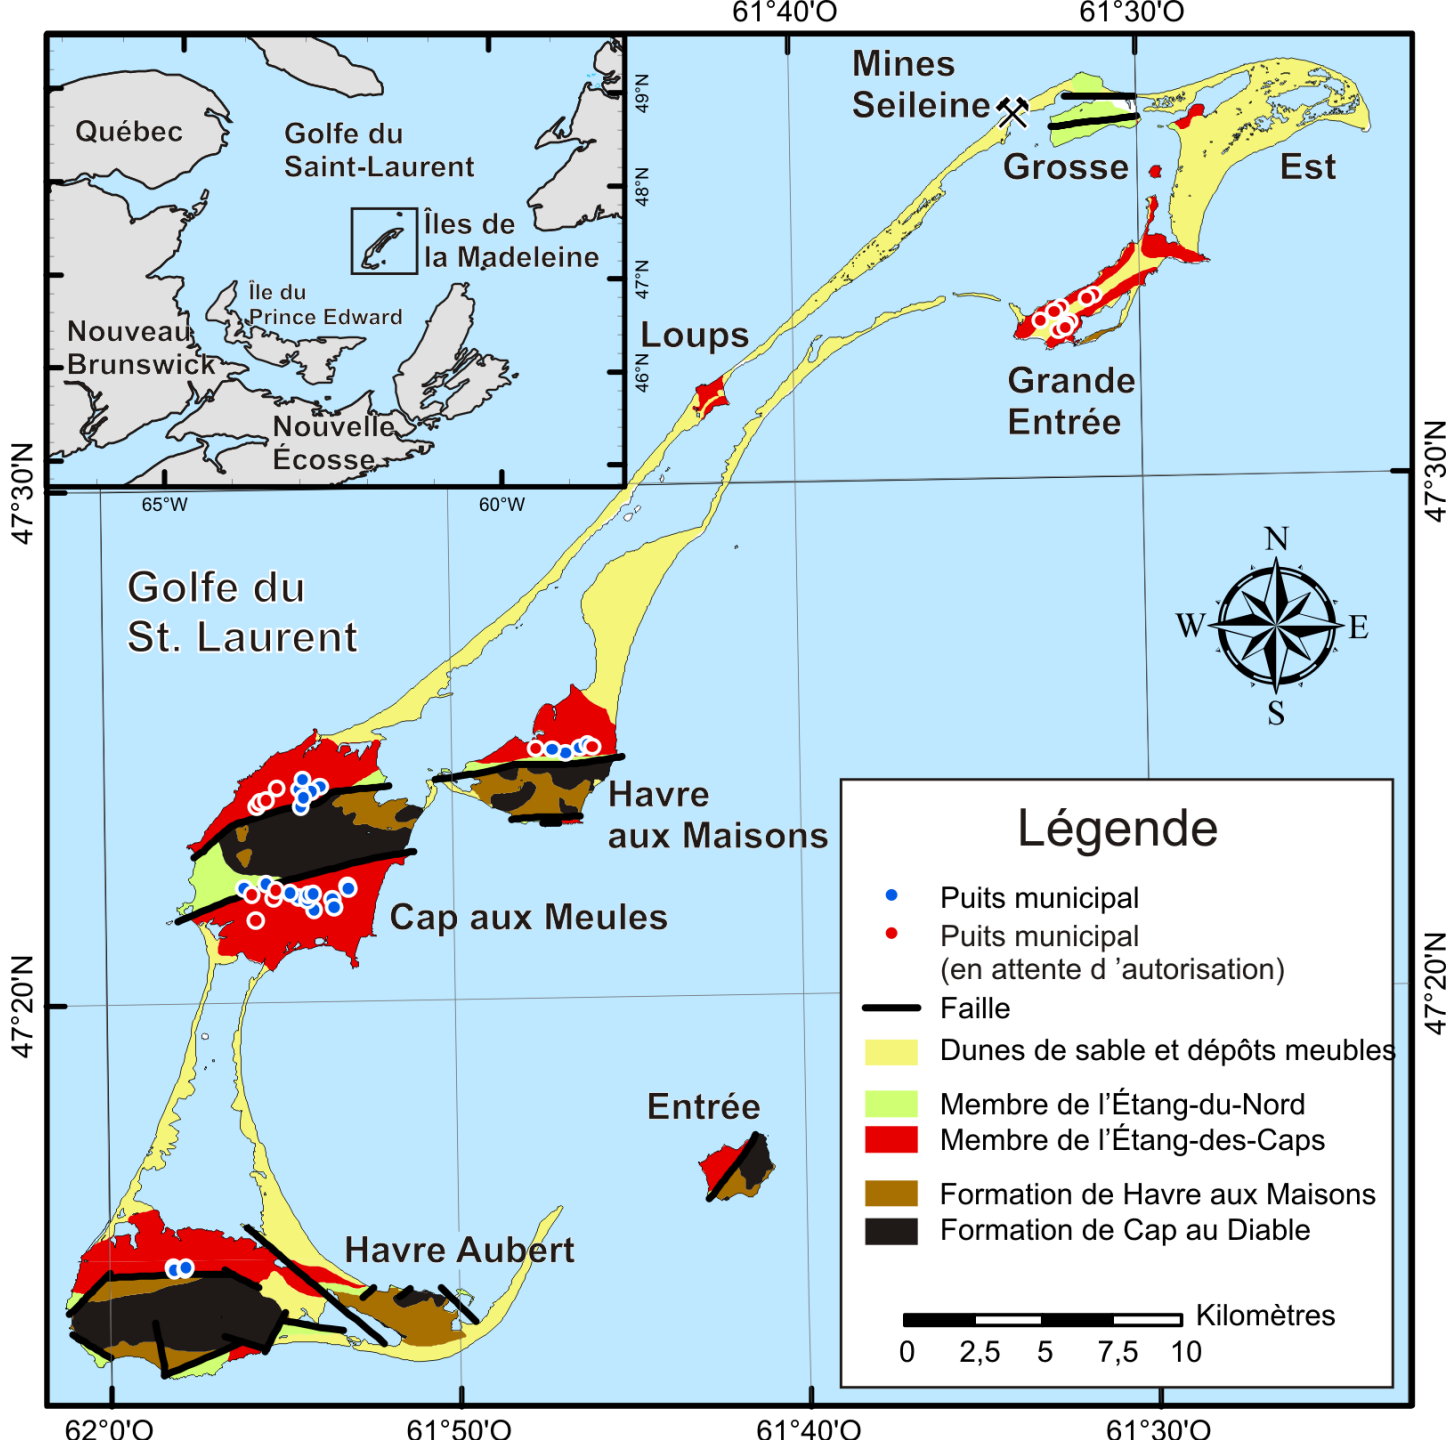 61°40'O
61°30'O
Mines
Seileine
Grosse
Est
Québec
Golfe du
Saint-Laurent
49°N
48°N
Îles de
la Madeleine
47°N
Île du
Prince Edward
Nouveau
Brunswick
46°N
Nouvelle
Écosse
65°W
60°W
Loups
Grande
Entrée
47°30'N
47°30'N
Golfe du
St. Laurent
N
W
E
S
Havre
aux Maisons
Cap aux Meules
47°20'N
47°20'N
Entrée
Havre Aubert
Légende
Puits municipal
Puits municipal
(en attente d 'autorisation)
Faille
Dunes de sable et dépôts meubles
Membre de l'Étang-du-Nord
Membre de l'Étang-des-Caps
Formation de Havre aux Maisons
Formation de Cap au Diable
Kilomètres
0 2,5 5 7,5 10
62°0'O
61°50'O
61°40'O
61°30'O